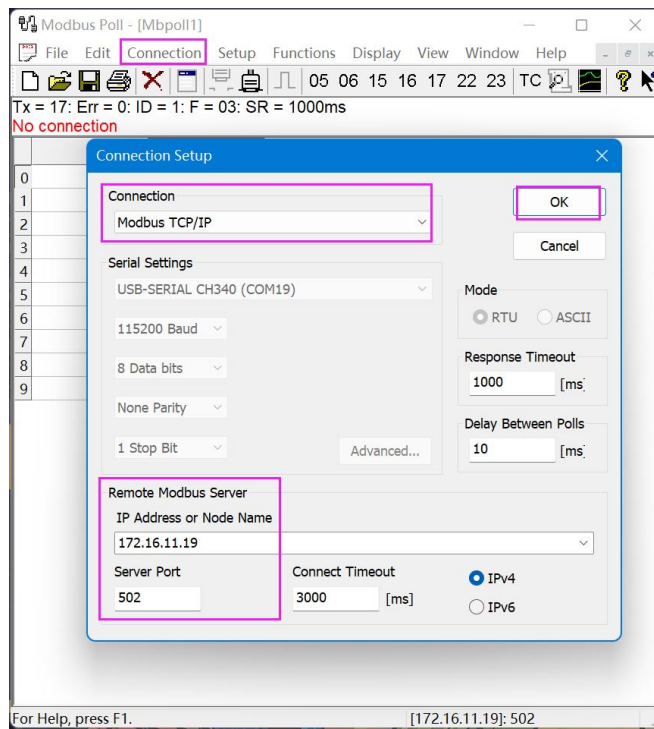 Modbus Poll - [Mbpoll1]
File Edit Connection Setup Functions Display View Window Help
05 06 15 16 17 22 23 TC
Tx = 17: Err = 0: ID = 1: F = 03: SR = 1000ms
No connection
0
1
2
3
4
5
6
7
8
9
Connection Setup
Connection
Modbus TCP/IP
OK
Cancel
Serial Settings
USB-SERIAL CH340 (COM19)
115200 Baud
8 Data bits
None Parity
1 Stop Bit
Advanced...
Mode
RTU ASCII
Response Timeout
1000 [ms]
Delay Between Polls
10 [ms]
Remote Modbus Server
IP Address or Node Name
172.16.11.19
Server Port
502
Connect Timeout
3000 [ms]
IPv4
IPv6
For Help, press F1. [172.16.11.19]: 502